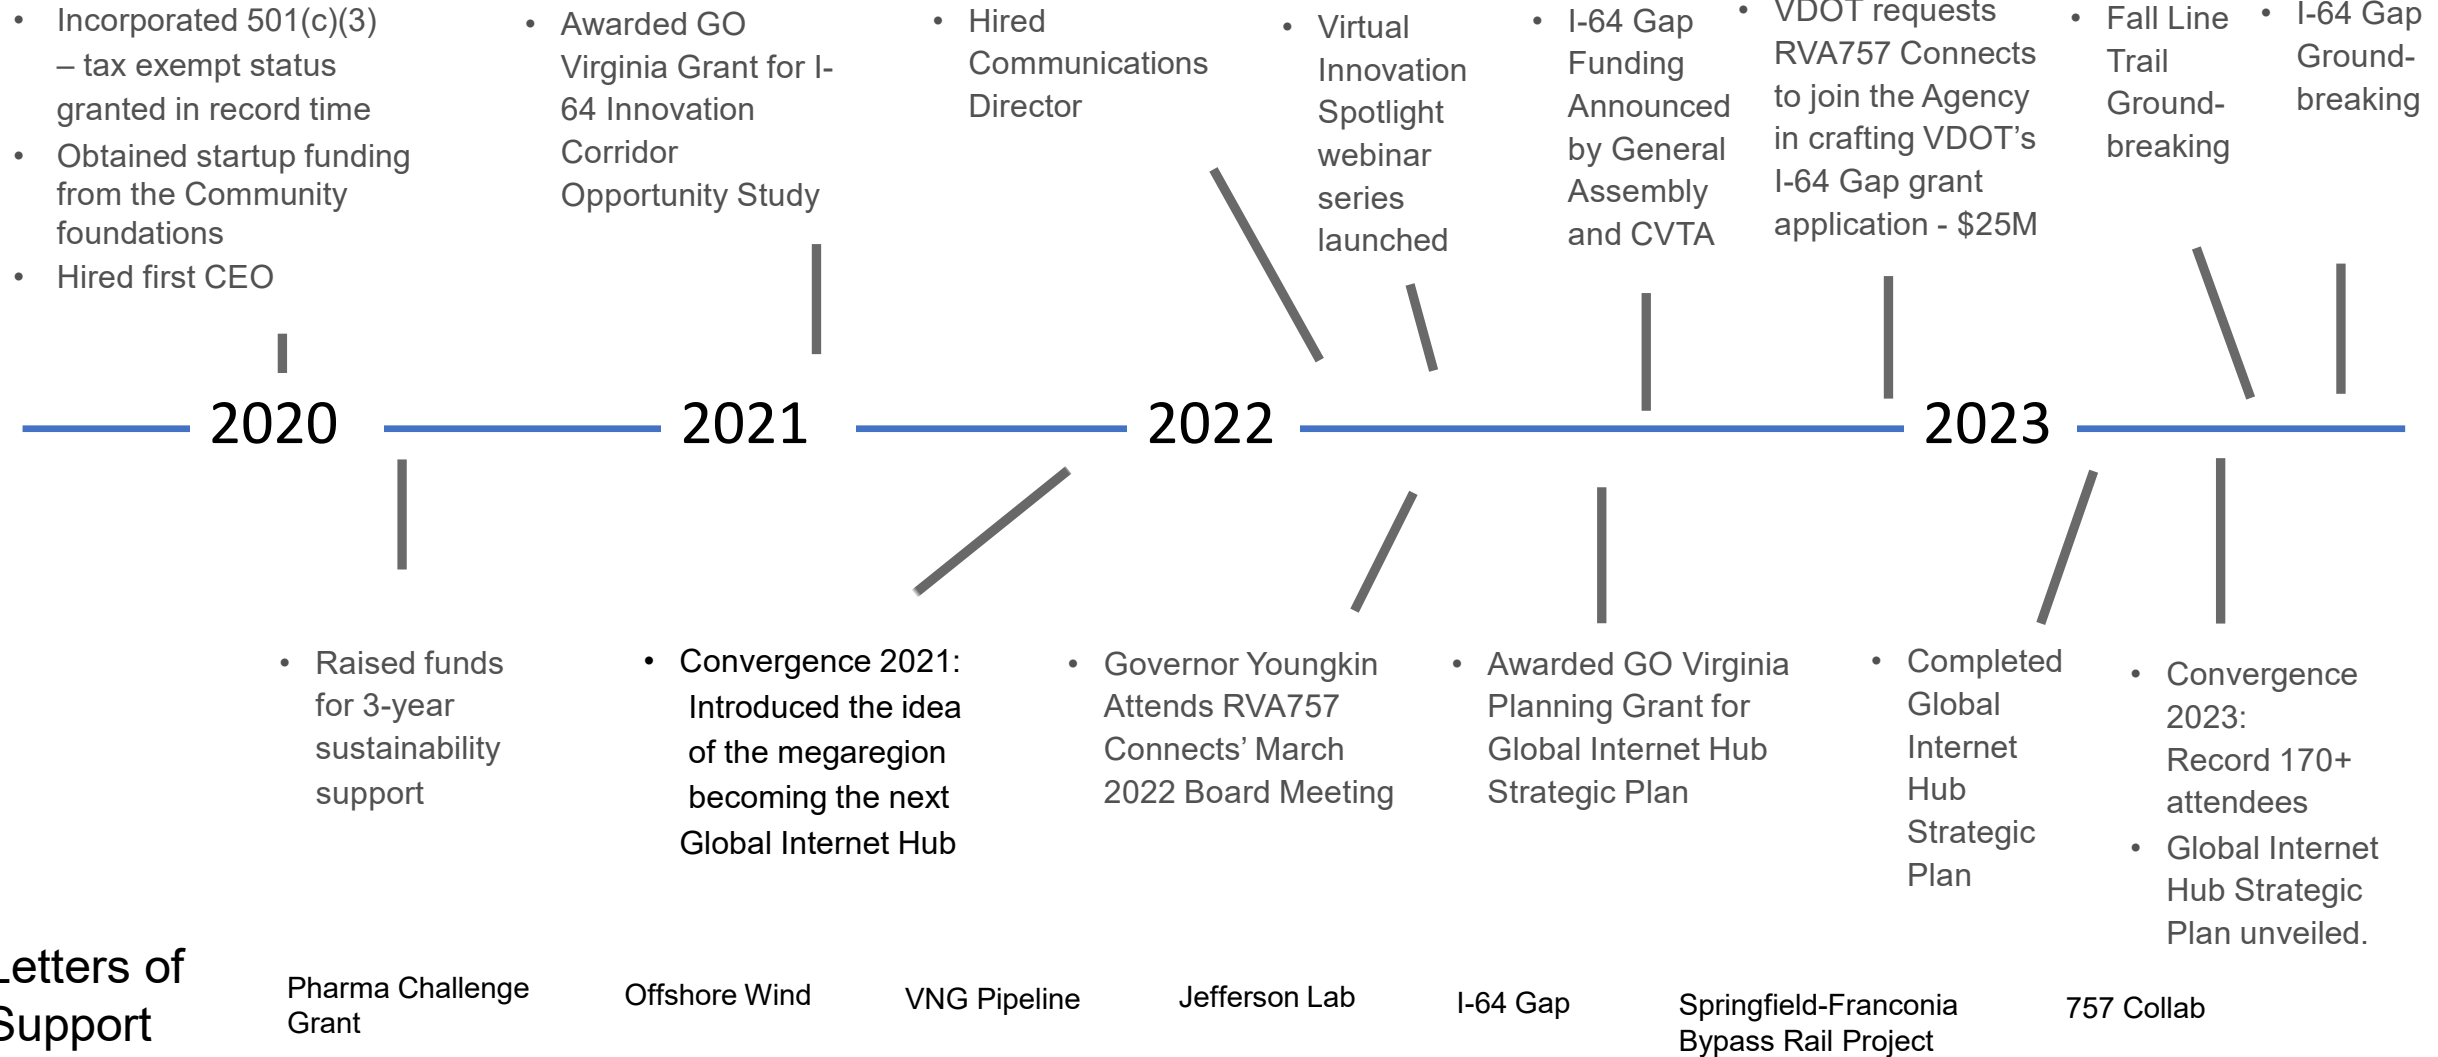 • Incorporated 501(c)(3)
– tax exempt status
granted in record time
• Obtained startup funding
from the Community
foundations
• Hired first CEO
• Awarded GO
Virginia Grant for I-
64 Innovation
Corridor
Opportunity Study
• Hired
Communications
Director
• Virtual
Innovation
Spotlight
webinar
series
launched
• I-64 Gap
Funding
Announced
by General
Assembly
and CVTA
• VDOT requests
RVA757 Connects
to join the Agency
in crafting VDOT’s
I-64 Gap grant
application - $25M
• Fall Line
Trail
Ground-
breaking
• I-64 Gap
Ground-
breaking
2020
2021
2022
2023
• Raised funds
for 3-year
sustainability
support
• Convergence 2021:
Introduced the idea
of the megaregion
becoming the next
Global Internet Hub
• Governor Youngkin
Attends RVA757
Connects’ March
2022 Board Meeting
• Awarded GO Virginia
Planning Grant for
Global Internet Hub
Strategic Plan
• Completed
Global
Internet
Hub
Strategic
Plan
• Convergence
2023:
Record 170+
attendees
• Global Internet
Hub Strategic
Plan unveiled.
Letters of
Support
Pharma Challenge
Grant
Offshore Wind
VNG Pipeline
Jefferson Lab
I-64 Gap
Springfield-Franconia
Bypass Rail Project
757 Collab